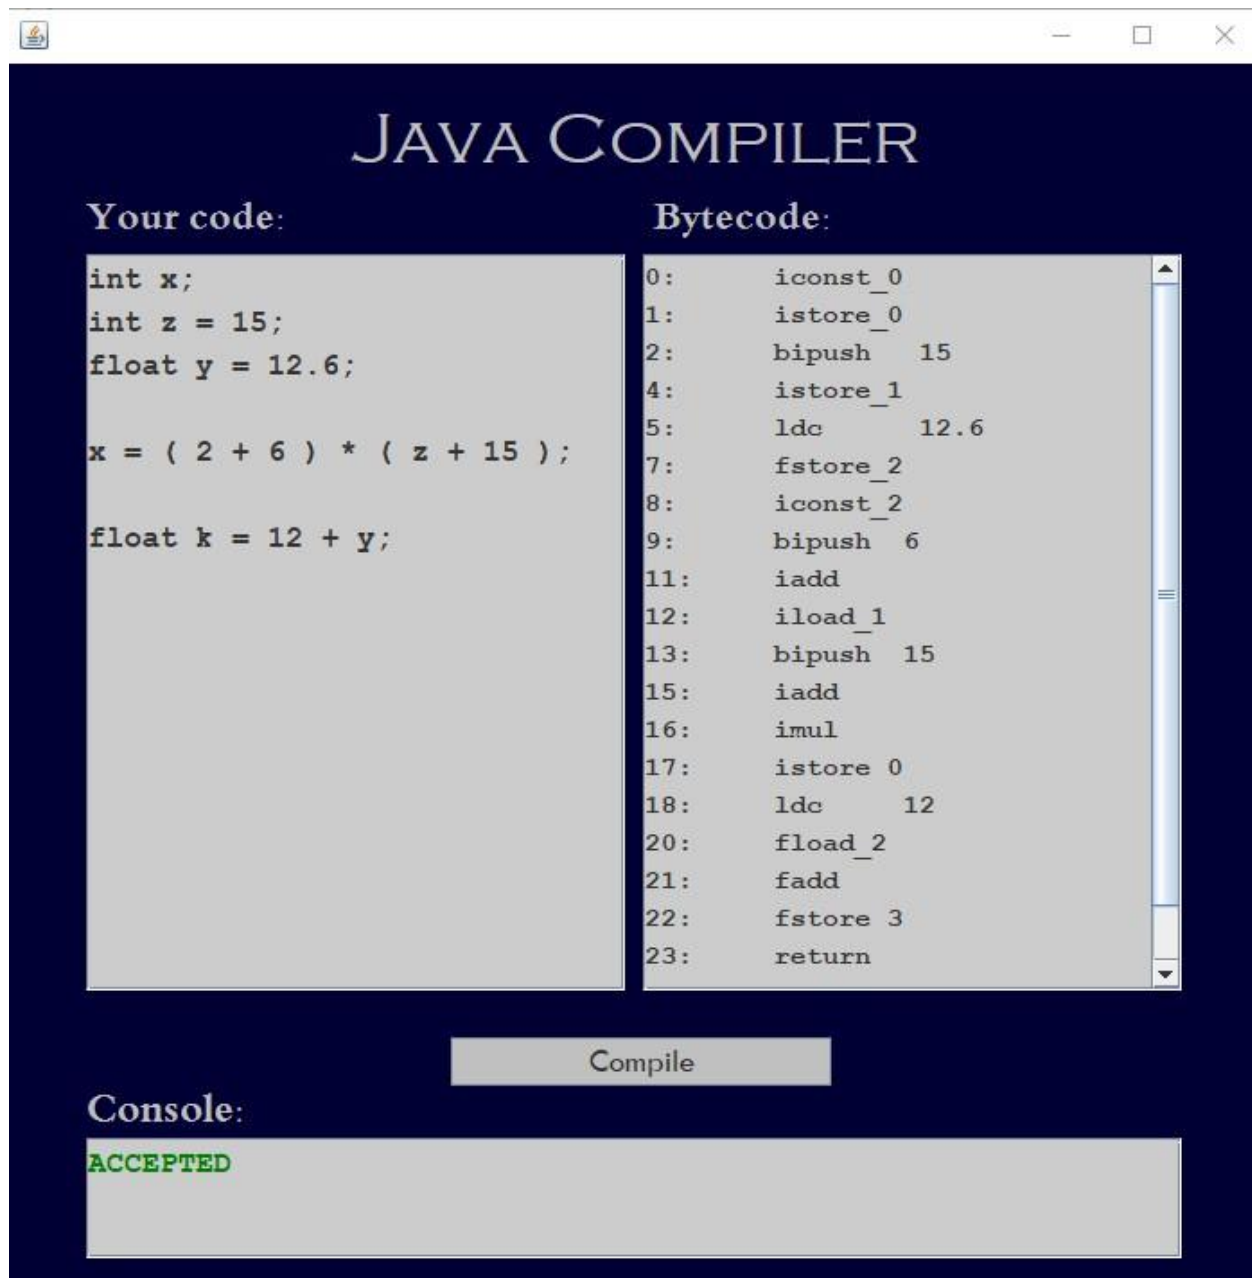 JAVA COMPILER
Your code:
int x;
int z = 15;
float y = 12.6;
x = ( 2 + 6 ) * ( z + 15 );
float k = 12 + y;
Bytecode:
0: iconst_0
1: istore_0
2: bipush 15
4: istore_1
5: ldc 12.6
7: fstore_2
8: iconst_2
9: bipush 6
11: iadd
12: iload_1
13: bipush 15
15: iadd
16: imul
17: istore 0
18: ldc 12
20: fload_2
21: fadd
22: fstore 3
23: return
Compile
Console:
ACCEPTED